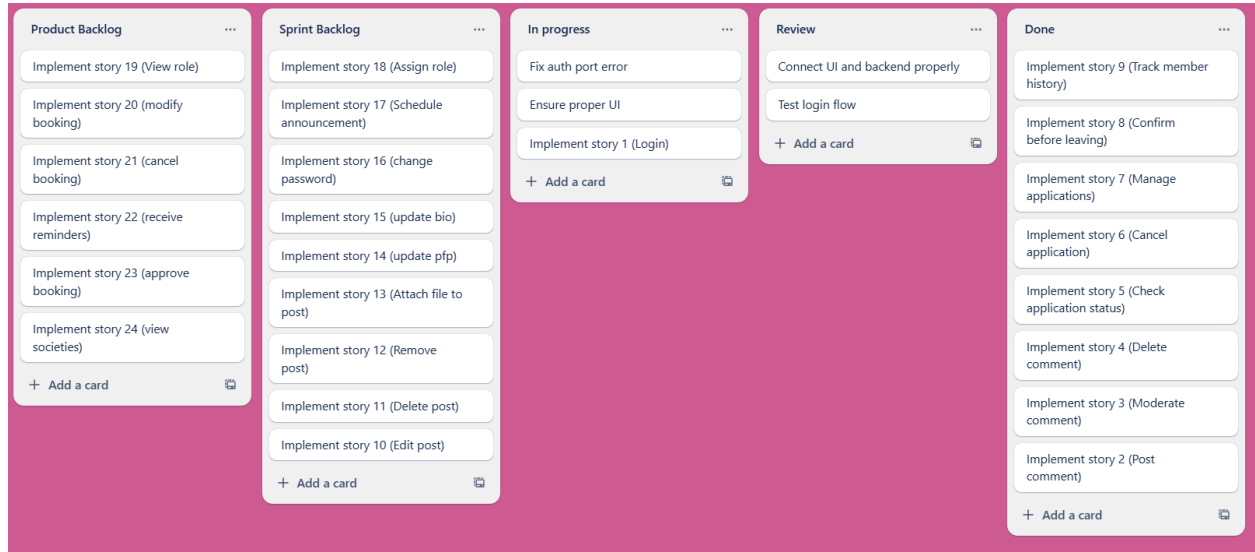 Product Backlog
Implement story 19 (View role)
Implement story 20 (modify
booking)
Implement story 21 (cancel
booking)
Implement story 22 (receive
reminders)
Implement story 23 (approve
booking)
Implement story 24 (view
societies)
+ Add a card
Sprint Backlog
Implement story 18 (Assign role)
Implement story 17 (Schedule
announcement)
Implement story 16 (change
password)
Implement story 15 (update bio)
Implement story 14 (update pfp)
Implement story 13 (Attach file to
post)
Implement story 12 (Remove
post)
Implement story 11 (Delete post)
Implement story 10 (Edit post)
+ Add a card
In progress
Fix auth port error
Ensure proper UI
Implement story 1 (Login)
+ Add a card
Review
Connect UI and backend properly
Test login flow
+ Add a card
Done
Implement story 9 (Track member
history)
Implement story 8 (Confirm
before leaving)
Implement story 7 (Manage
applications)
Implement story 6 (Cancel
application)
Implement story 5 (Check
application status)
Implement story 4 (Delete
comment)
Implement story 3 (Moderate
comment)
Implement story 2 (Post
comment)
+ Add a card